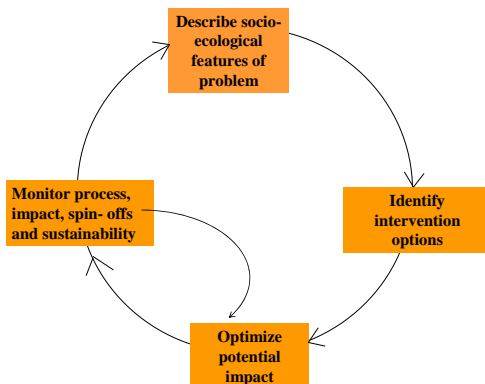 Describe socio-
ecological
features of
problem
Identify
intervention
options
Optimize
potential
impact
Monitor process,
impact, spin- offs
and sustainability